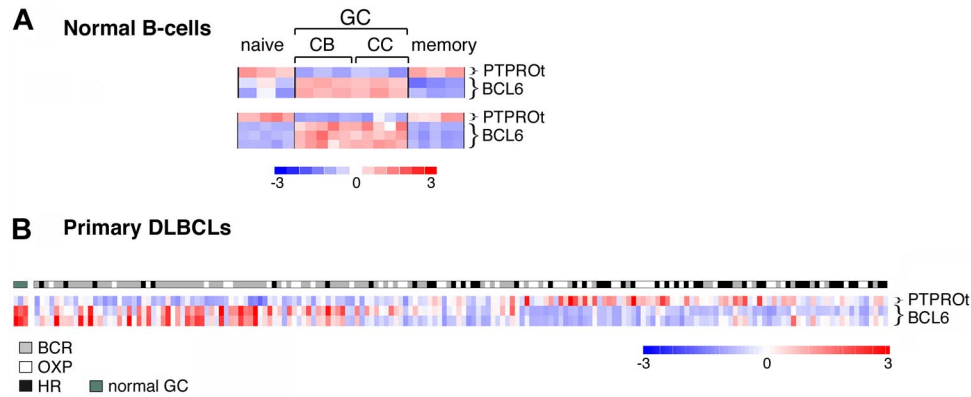 A Normal B-cells
GC
naive CB CC memory
PTPROt
BCL6
PTPROt
BCL6
-3 0 3
B Primary DLBCLs
PTPROt
BCL6
BCR
OXP
HR normal GC
-3 0 3